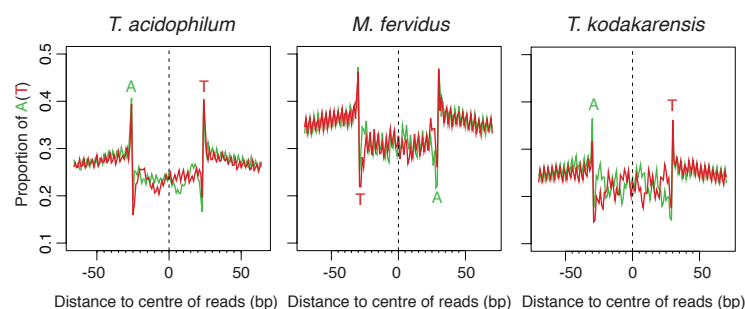 T. acidophilum
M. fervidus
T. kodakarensis
Proportion of A(T)
0.5
0.4
0.3
0.2
0.1
A
T
T
A
A
T
-50 0 50
-50 0 50
-50 0 50
Distance to centre of reads (bp)
Distance to centre of reads (bp)
Distance to centre of reads (bp)